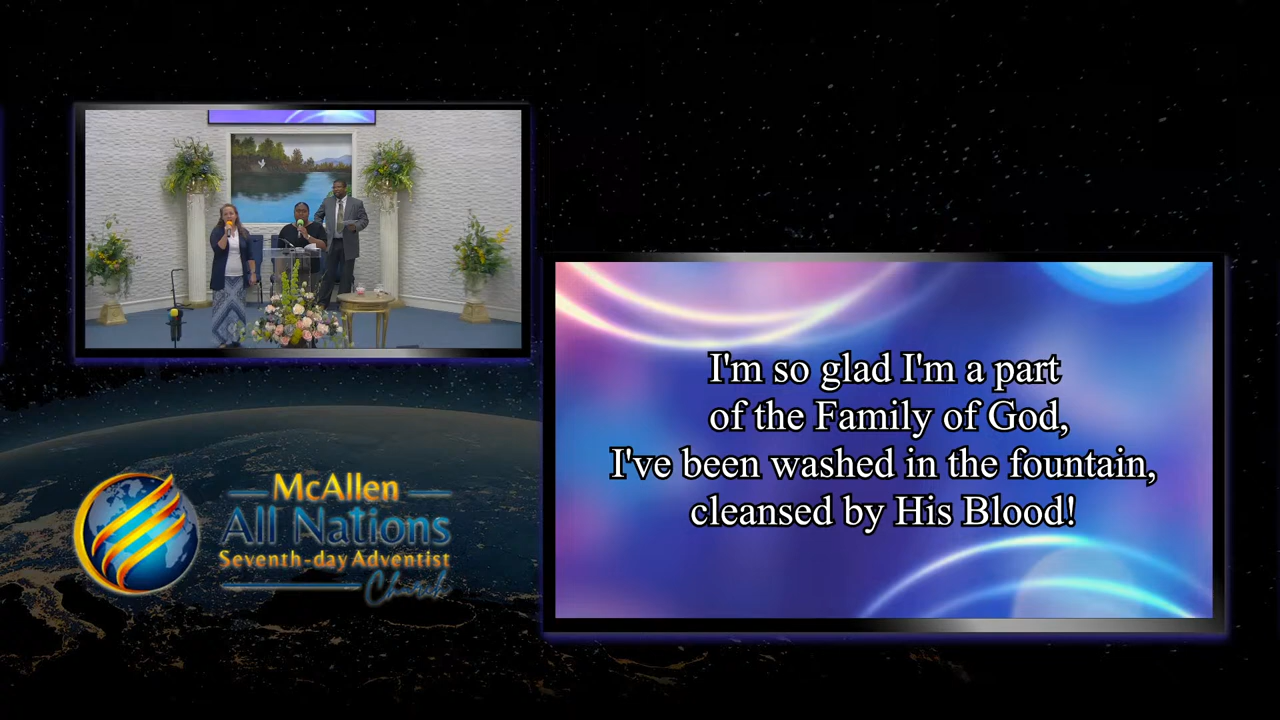 McAllen
All Nations
Seventh-day Adventist
Church
I'm so glad I'm a part
of the Family of God,
I've been washed in the fountain,
cleansed by His Blood!